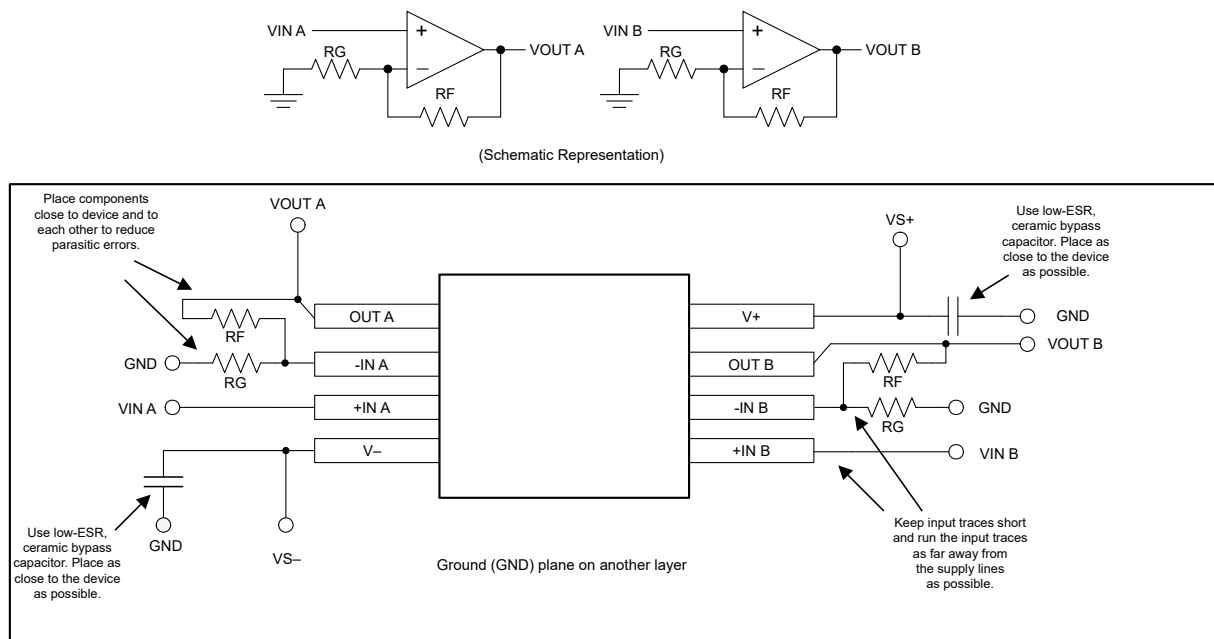 VIN A
+
RG
−
VOUT A
RF
VIN B
+
RG
−
VOUT B
RF
(Schematic Representation)
Place components
close to device and to
each other to reduce
parasitic errors.
VOUT A
VS+
Use low-ESR,
ceramic bypass
capacitor. Place as
close to the device
as possible.
OUT A
RF
GND
RG
-IN A
VIN A
+IN A
V–
V+
GND
OUT B
VOUT B
RF
-IN B
RG
GND
+IN B
VIN B
Use low-ESR,
ceramic bypass
capacitor. Place as
close to the device
as possible.
GND
VS–
Ground (GND) plane on another layer
Keep input traces short
and run the input traces
as far away from
the supply lines
as possible.